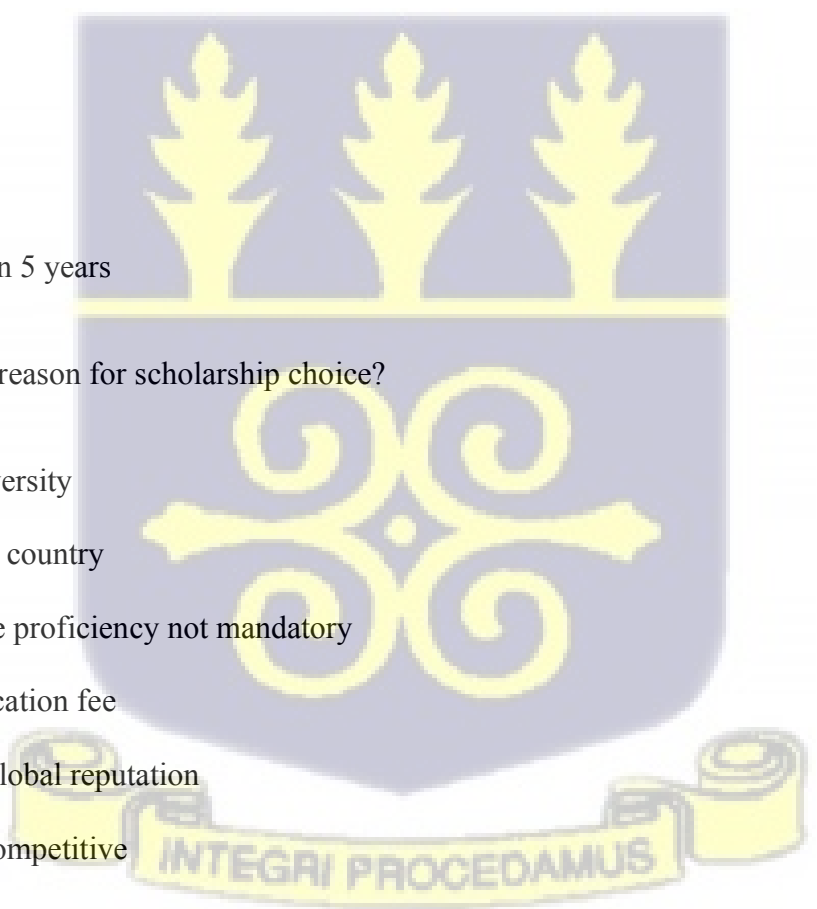 n 5 years
reason for scholarship choice?
ersity
country
e proficiency not mandatory
cation fee
lobal reputation
ompetitive
INTEGRI PROCEDAMUS